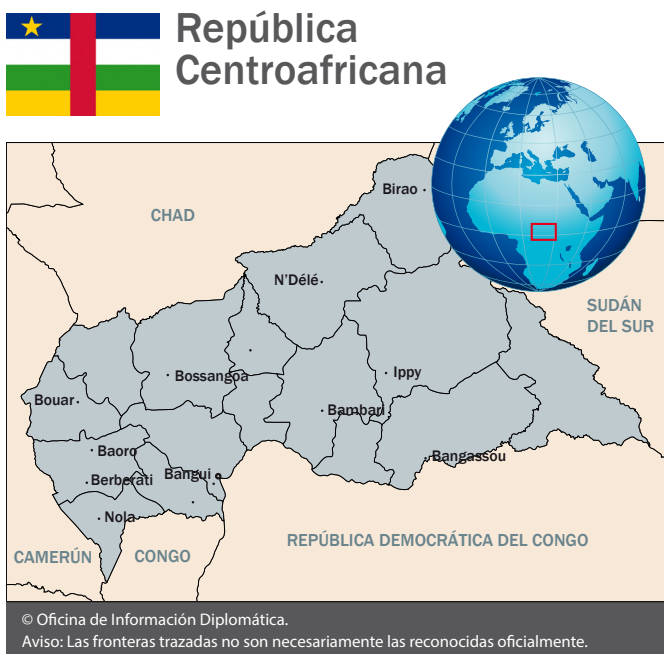 República
Centroafricana
Birao
CHAD
N'Délé
SUDÁN
DEL SUR
Ippy
Bossangoa
Bouar
Bambari
Baoro
Bangassou
Bangui
Berberati
Nola
REPÚBLICA DEMOCRÁTICA DEL CONGO
CAMERÚN
CONGO
© Oficina de Información Diplomática.
Aviso: Las fronteras trazadas no son necesariamente las reconocidas oficialmente.